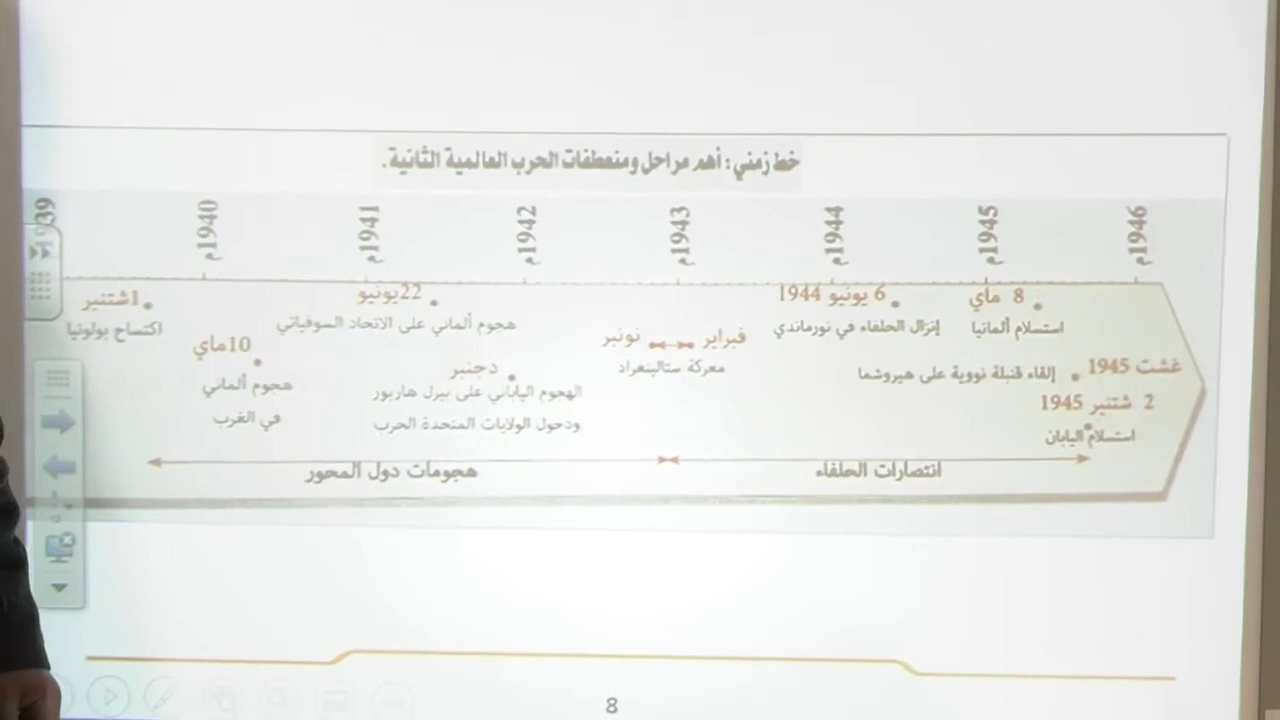 خط زمني: أهم مراحل ومنعطفات الحرب العالمية الثانية.
39
1940م
1941م
1942م
1943م
1944م
1945م
1946م
1شتنبر
اكتساح بولونيا
10ماي
هجوم ألماني
في الغرب
22يونيو
هجوم ألماني على الاتحاد السوفياتي
دجنبر
الهجوم الياباني على بيرل هاربور
ودخول الولايات المتحدة الحرب
فبراير
نونبر
معركة ستالينغراد
6 يونيو 1944
إنزال الحلفاء في نورماندي
8 ماي
استسلام ألمانيا
غشت 1945
إلقاء قنبلة نووية على هيروشما
2 شتنبر 1945
استسلام اليابان
هجومات دول المحور
انتصارات الحلفاء
8